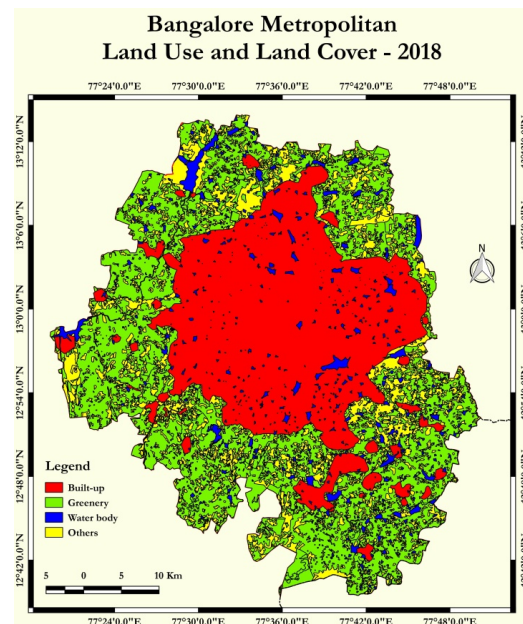 Bangalore Metropolitan
Land Use and Land Cover - 2018
77°24'0.0"E 77°30'0.0"E 77°36'0.0"E 77°42'0.0"E 77°48'0.0"E
13°12'0.0"N
13°6'0.0"N
N
13°0'0.0"N
12°54'0.0"N
12°48'0.0"N
Legend
Built-up
Greenery
Water body
Others
12°42'0.0"N
5 0 5 10 Km
77°24'0.0"E 77°30'0.0"E 77°36'0.0"E 77°42'0.0"E 77°48'0.0"E